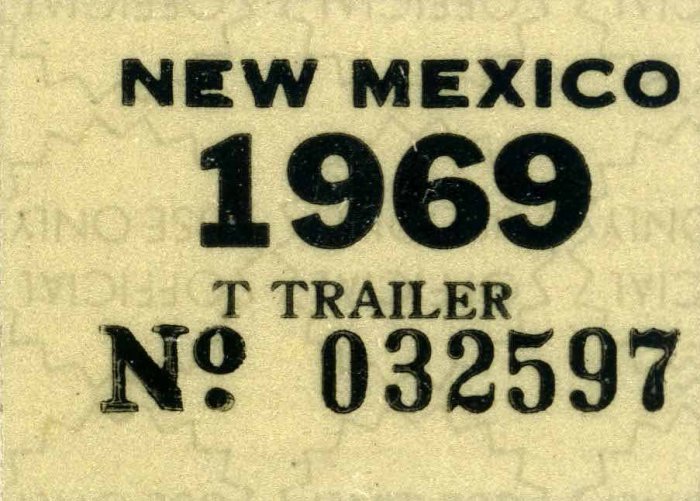 NEW MEXICO
1969
T TRAILER
No. 032597